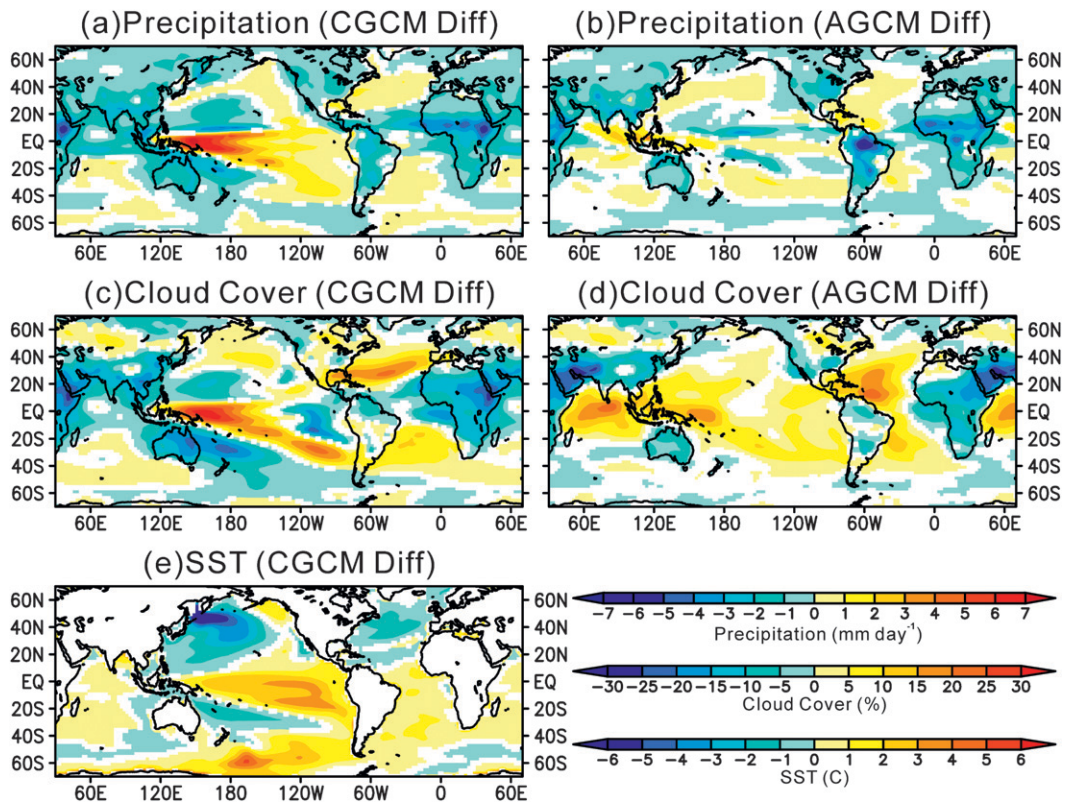 (a)Precipitation (CGCM Diff) (b)Precipitation (AGCM Diff)
60N 60N
40N 40N
20N 20N
EQ EQ
20S 20S
40S 40S
60S 60S
60E 120E 180 120W 60W 0 60E 60E 120E 180 120W 60W 0 60E
(c)Cloud Cover (CGCM Diff) (d)Cloud Cover (AGCM Diff)
60N 60N
40N 40N
20N 20N
EQ EQ
20S 20S
40S 40S
60S 60S
60E 120E 180 120W 60W 0 60E 60E 120E 180 120W 60W 0 60E
(e)SST (CGCM Diff)
60N 60N
40N 40N
20N 20N
EQ EQ
20S 20S
40S 40S
60S 60S
60E 120E 180 120W 60W 0 60E
-7 -6 -5 -4 -3 -2 -1 0 1 2 3 4 5 6 7
Precipitation (mm day⁻¹)
-30 -25 -20 -15 -10 -5 0 5 10 15 20 25 30
Cloud Cover (%)
-6 -5 -4 -3 -2 -1 0 1 2 3 4 5 6
SST (C)